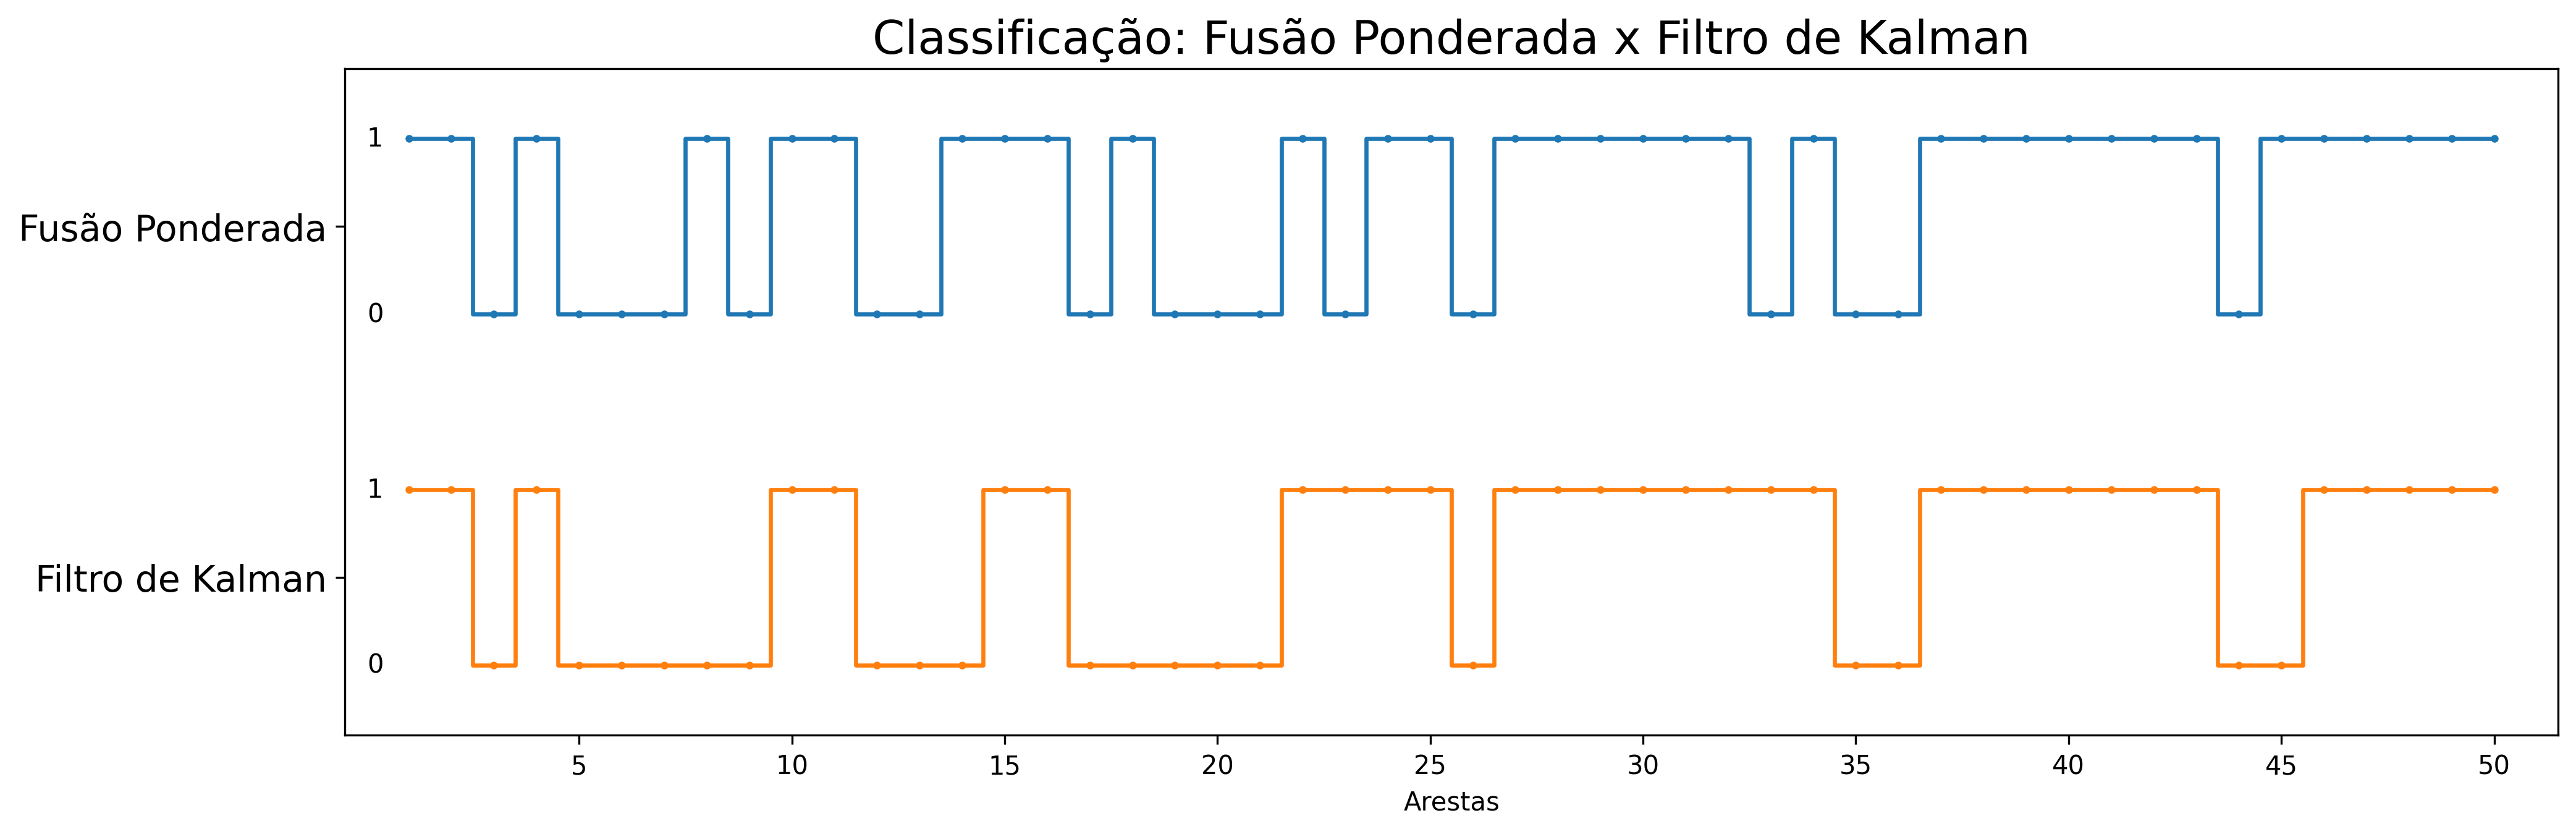 Classificação: Fusão Ponderada x Filtro de Kalman
1
Fusão Ponderada
0
1
Filtro de Kalman
0
5 10 15 20 25 30 35 40 45 50
Arestas